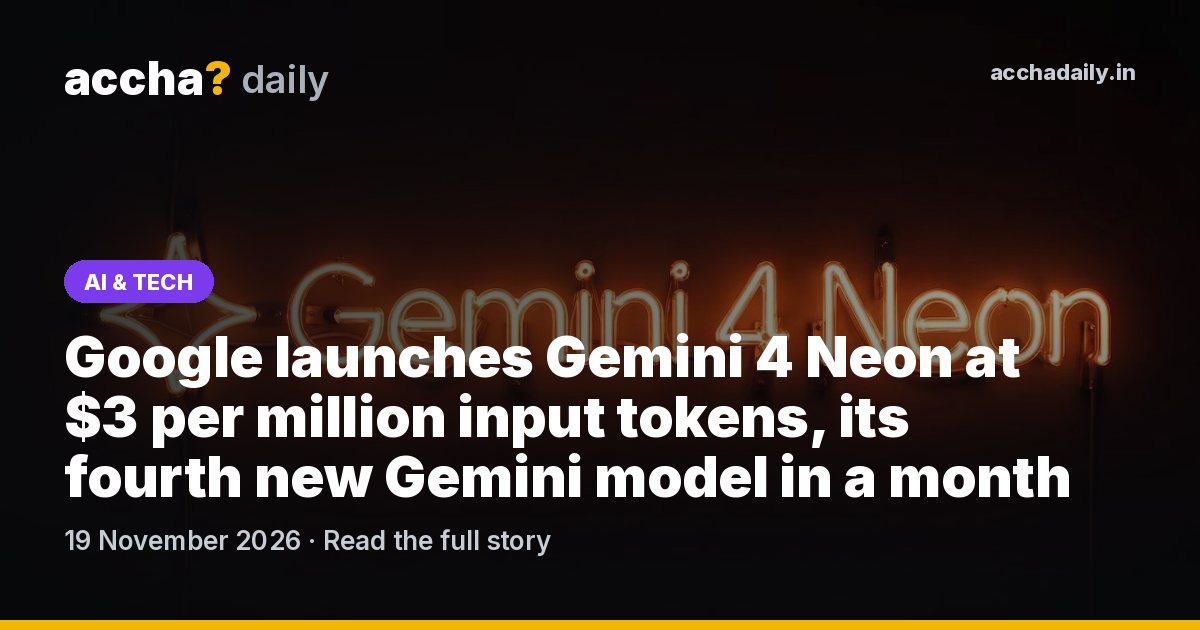 accha? daily
acchadaily.in
Gemini 4 Neon
AI & TECH
Google launches Gemini 4 Neon at
$3 per million input tokens, its
fourth new Gemini model in a month
19 November 2026 · Read the full story